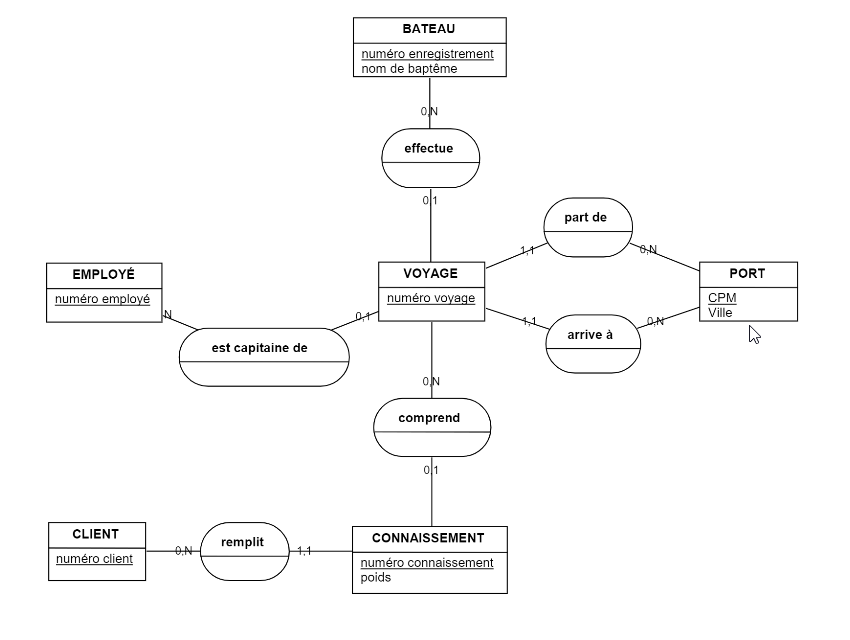 BATEAU
numéro enregistrement
nom de baptême
0,N
effectue
0,1
part de
1,1
0,N
EMPLOYÉ
numéro employé
VOYAGE
numéro voyage
PORT
CPM
Ville
N
0,1
1,1
0,N
arrive à
est capitaine de
0,N
comprend
0,1
CLIENT
numéro client
0,N
remplit
1,1
CONNAISSEMENT
numéro connaissement
poids